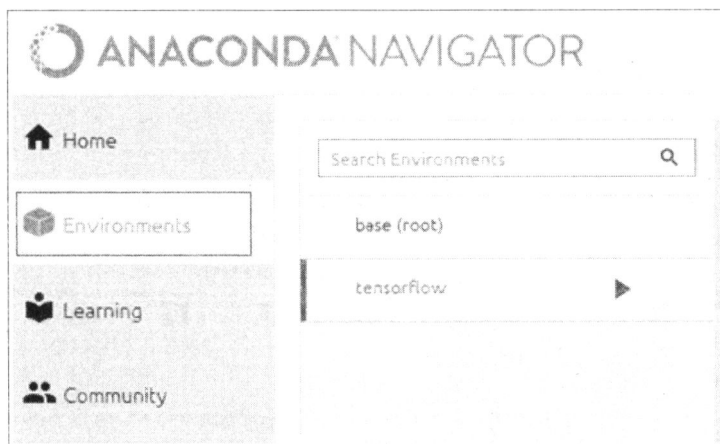 ANACONDA NAVIGATOR
Home
Search Environments
Environments
base (root)
tensorflow
Learning
Community